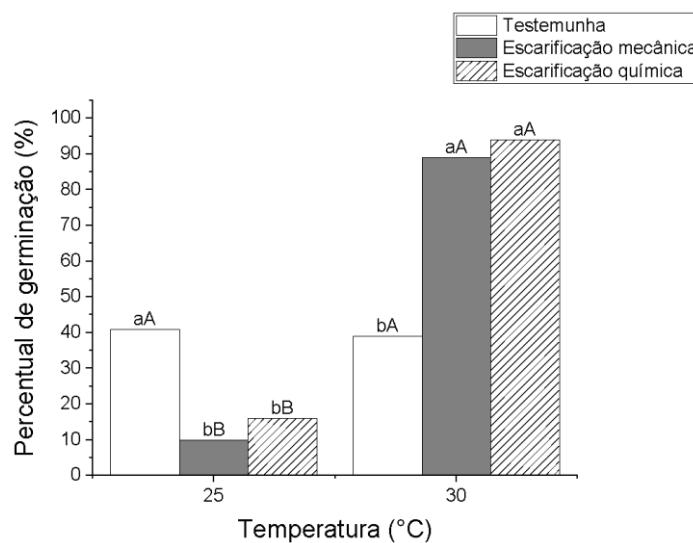 Testemunha
Escarificação mecânica
Escarificação química
Percentual de germinação (%)
100
90
80
70
60
50
40
30
20
10
0
aA
bB
bB
bA
aA
aA
25
30
Temperatura (°C)